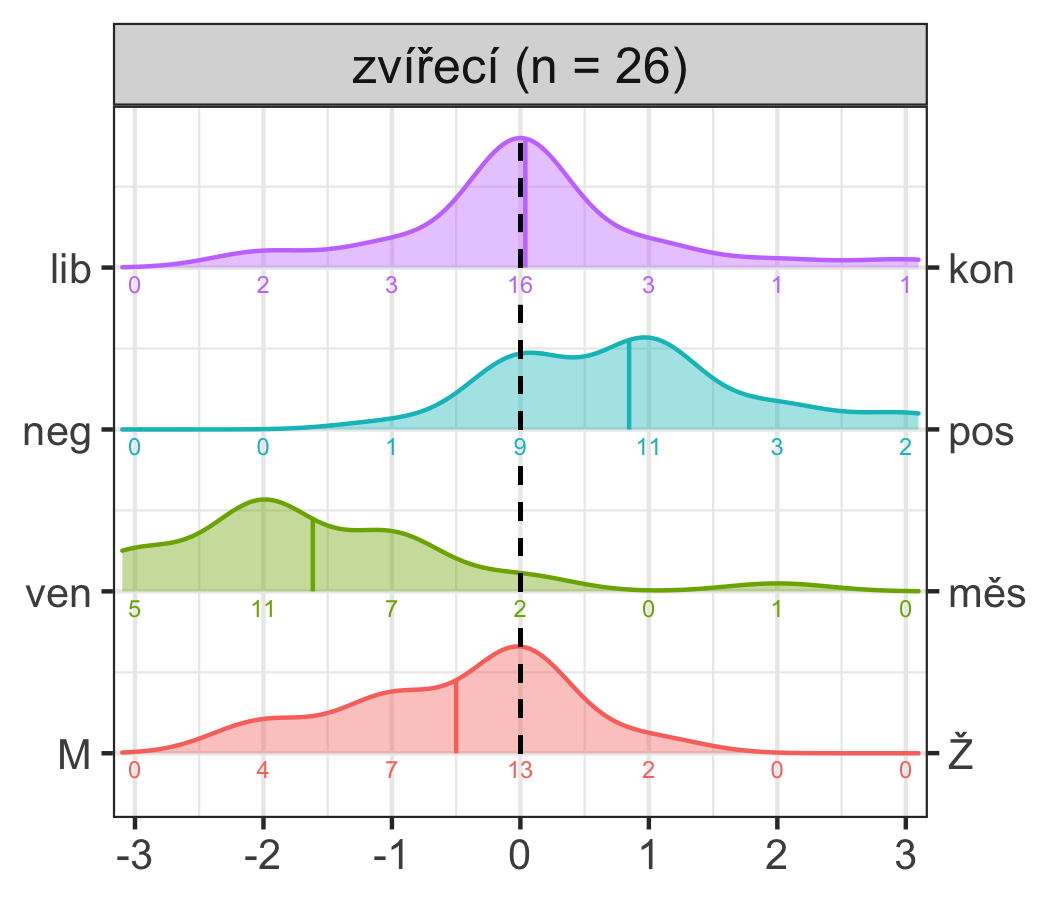 zvířecí (n = 26)
lib kon
0 2 3 16 3 1 1
neg pos
0 0 1 9 11 3 2
ven měs
5 11 7 2 0 1 0
M Ž
0 4 7 13 2 0 0
-3 -2 -1 0 1 2 3